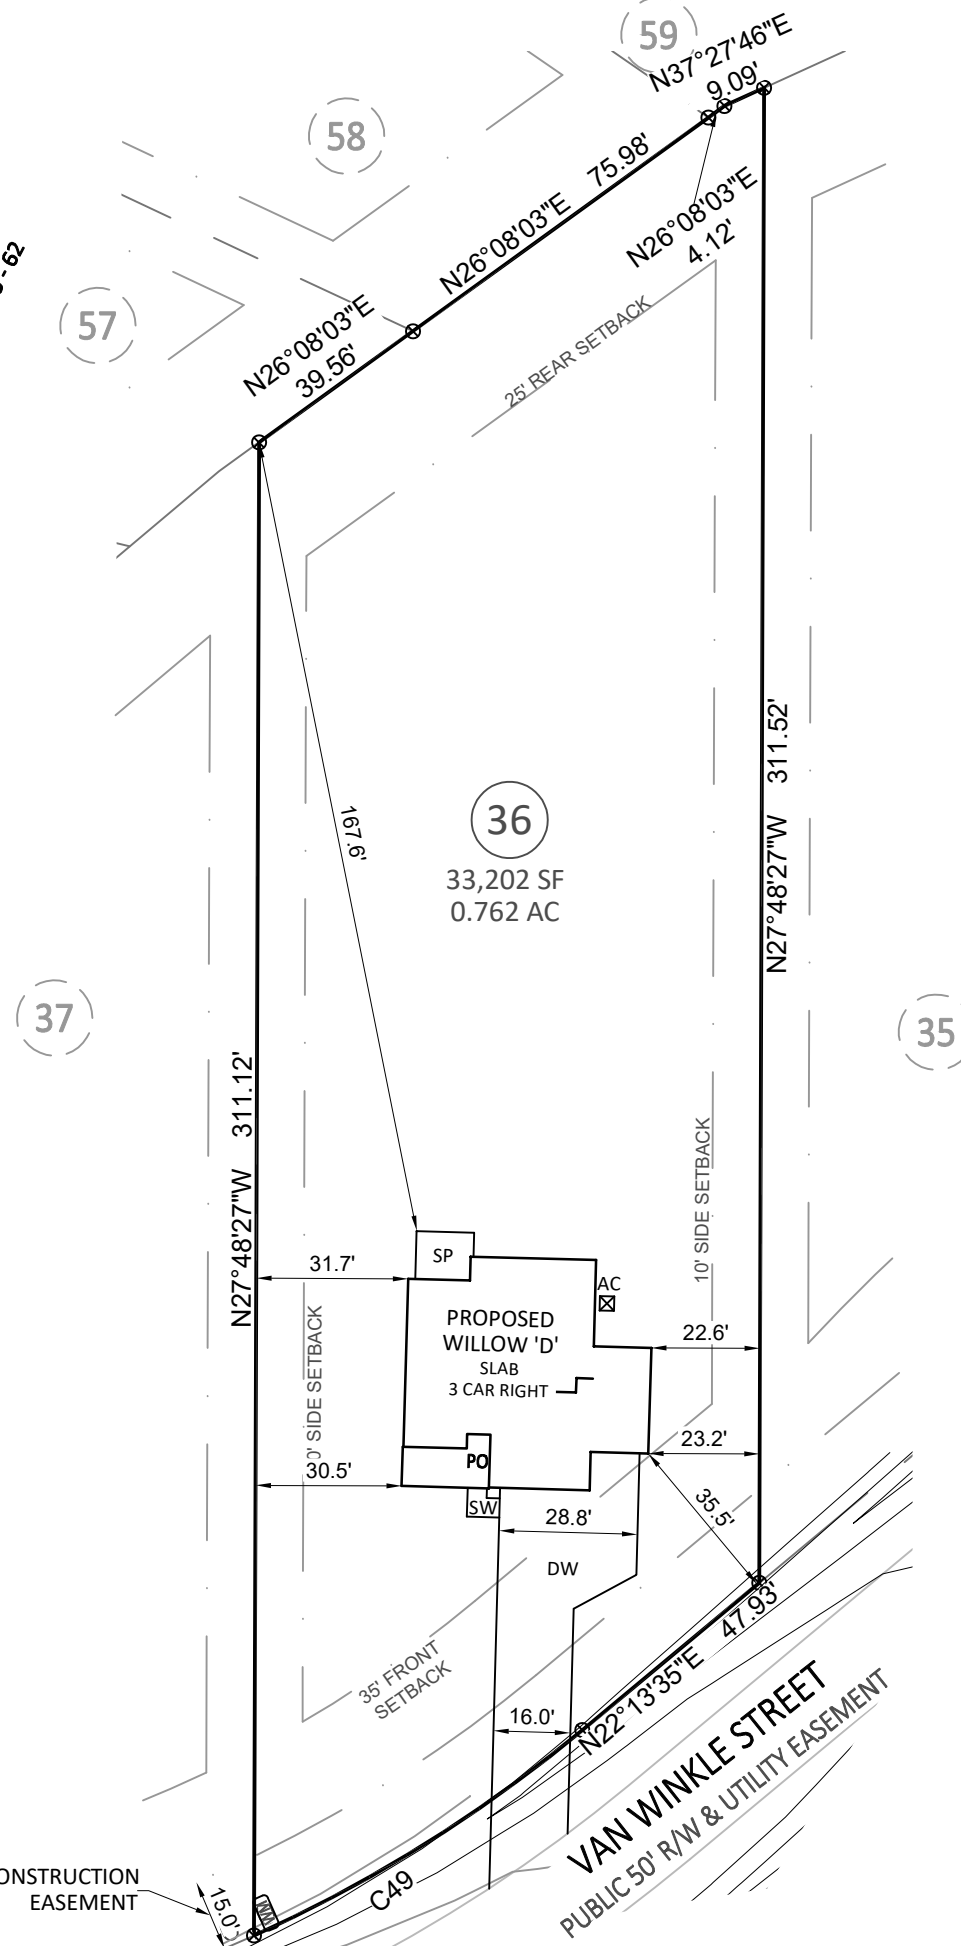 59
N37°27'46"E
9.09'
58
75.98'
N26°08'03"E
N26°08'03"E
4.12'
62
57
N26°08'03"E
39.56'
25' REAR SETBACK
311.52'
N27°48'27"W
167.6'
36
33,202 SF
0.762 AC
37
35
311.12'
N27°48'27"W
10' SIDE SETBACK
SP
31.7'
AC
PROPOSED
WILLOW 'D'
SLAB
3 CAR RIGHT
22.6'
0' SIDE SETBACK
23.2'
PO
30.5'
SW
28.8'
35.5'
DW
47.93'
N22°13'35"E
35' FRONT
SETBACK
16.0'
VAN WINKLE STREET
PUBLIC 50' R/W & UTILITY EASEMENT
C49
ONSTRUCTION
EASEMENT
15.0'
WM